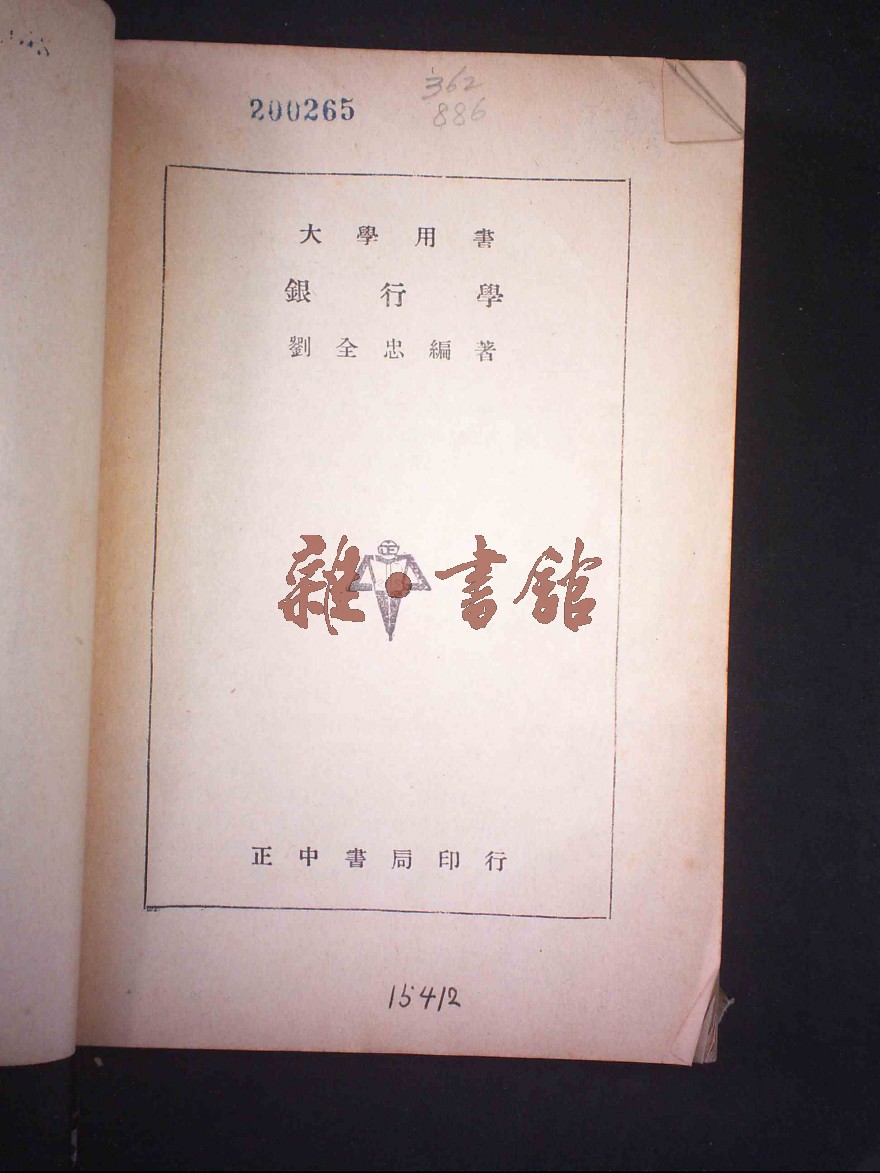 200265
362
886
大學用書
銀行學
劉全忠編著
正
雜·書館
正中書局印行
15412